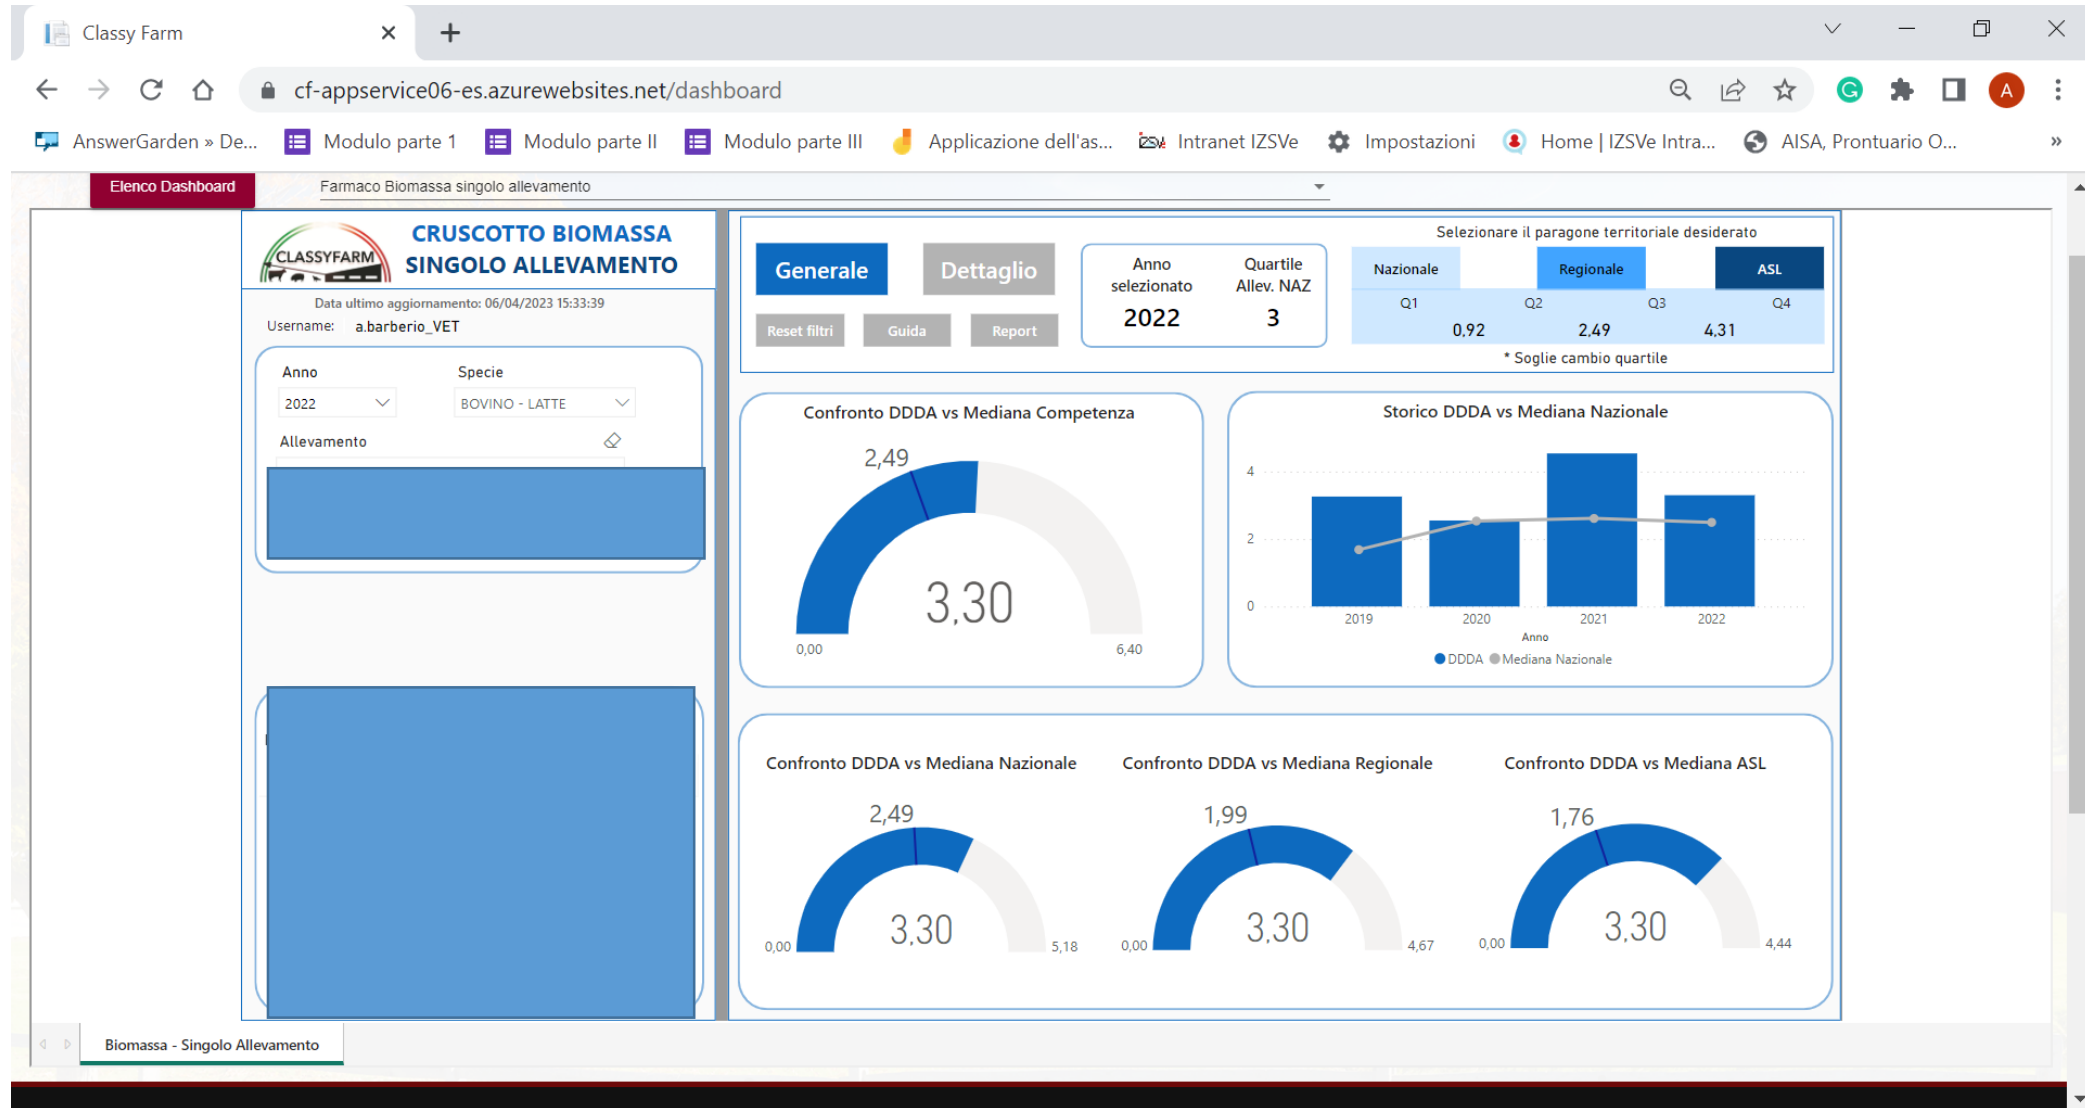 Classy Farm
cf-appservice06-es.azurewebsites.net/dashboard
G
A
AnswerGarden » De...
Modulo parte 1
Modulo parte II
Modulo parte III
Applicazione dell'as...
Intranet IZSVe
Impostazioni
Home | IZSVe Intra...
AISA, Prontuario O...
»
Elenco Dashboard
Farmaco Biomassa singolo allevamento
CLASSYFARM
CRUSCOTTO BIOMASSA
SINGOLO ALLEVAMENTO
Data ultimo aggiornamento: 06/04/2023 15:33:39
Username: a.barberio_VET
Anno
Specie
2022
BOVINO - LATTE
Allevamento
Generale
Dettaglio
Reset filtri
Guida
Report
Anno
selezionato
2022
Quartile
Allev. NAZ
3
Selezionare il paragone territoriale desiderato
Nazionale
Regionale
ASL
Q1 Q2 Q3 Q4
0,92 2,49 4,31
* Soglie cambio quartile
Confronto DDDA vs Mediana Competenza
2,49
3,30
0,00
6,40
Storico DDDA vs Mediana Nazionale
4
2
0
2019 2020 2021 2022
Anno
DDDA Mediana Nazionale
Confronto DDDA vs Mediana Nazionale
2,49
3,30
0,00
5,18
Confronto DDDA vs Mediana Regionale
1,99
3,30
0,00
4,67
Confronto DDDA vs Mediana ASL
1,76
3,30
0,00
4,44
Biomassa - Singolo Allevamento